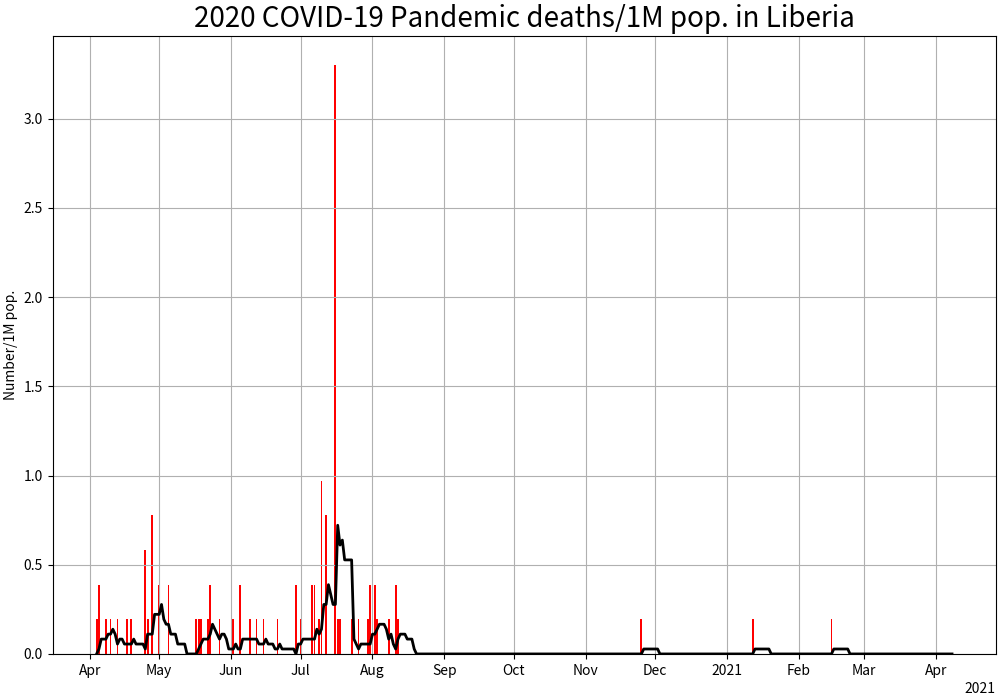 2020 COVID-19 Pandemic deaths/1M pop. in Liberia
Number/1M pop.
3.0
2.5
2.0
1.5
1.0
0.5
0.0
Apr May Jun Jul Aug Sep Oct Nov Dec 2021 Feb Mar Apr
2021